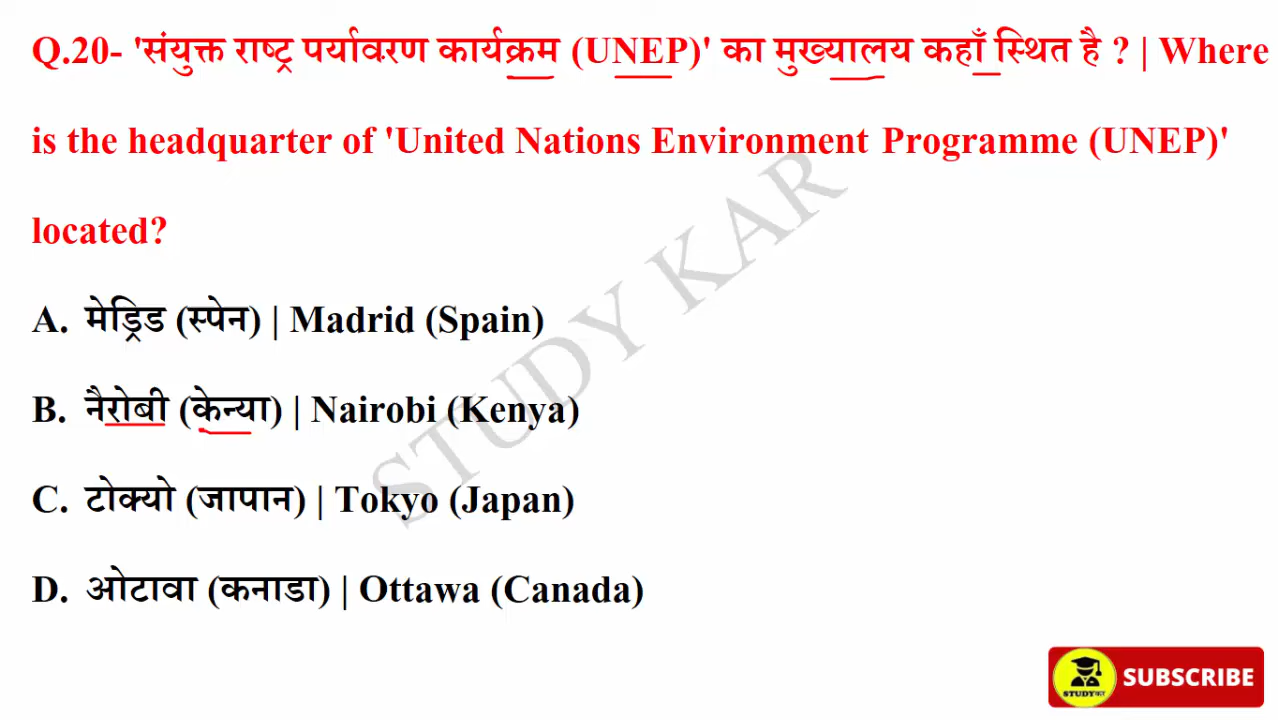 Q.20- 'संयुक्त राष्ट्र पर्यावरण कार्यक्रम (UNEP)' का मुख्यालय कहाँ स्थित है ? | Where
is the headquarter of 'United Nations Environment Programme (UNEP)'
located?
A. मेड्रिड (स्पेन) | Madrid (Spain)
B. नैरोबी (केन्या) | Nairobi (Kenya)
C. टोक्यो (जापान) | Tokyo (Japan)
D. ओटावा (कनाडा) | Ottawa (Canada)
STUDY KAR
SUBSCRIBE
STUDYकर